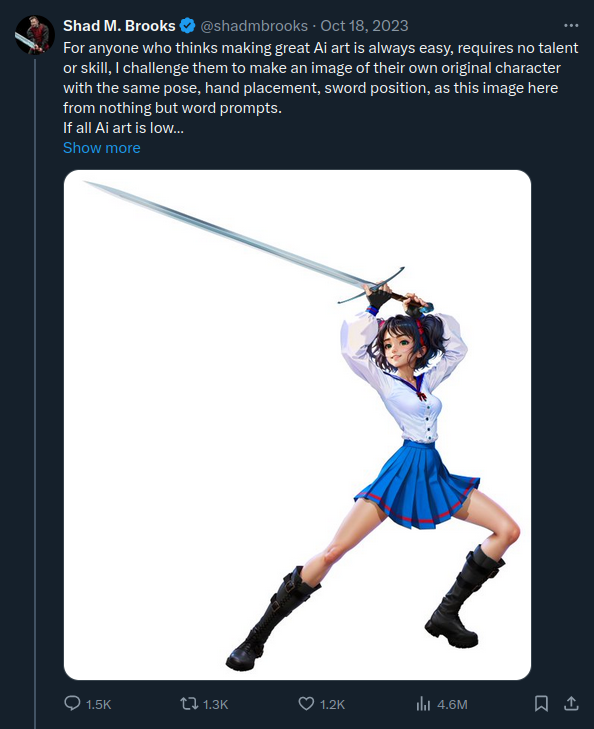 Shad M. Brooks @shadmbrooks · Oct 18, 2023
For anyone who thinks making great Ai art is always easy, requires no talent
or skill, I challenge them to make an image of their own original character
with the same pose, hand placement, sword position, as this image here
from nothing but word prompts.
If all Ai art is low...
Show more
1.5K 1.3K 1.2K 4.6M